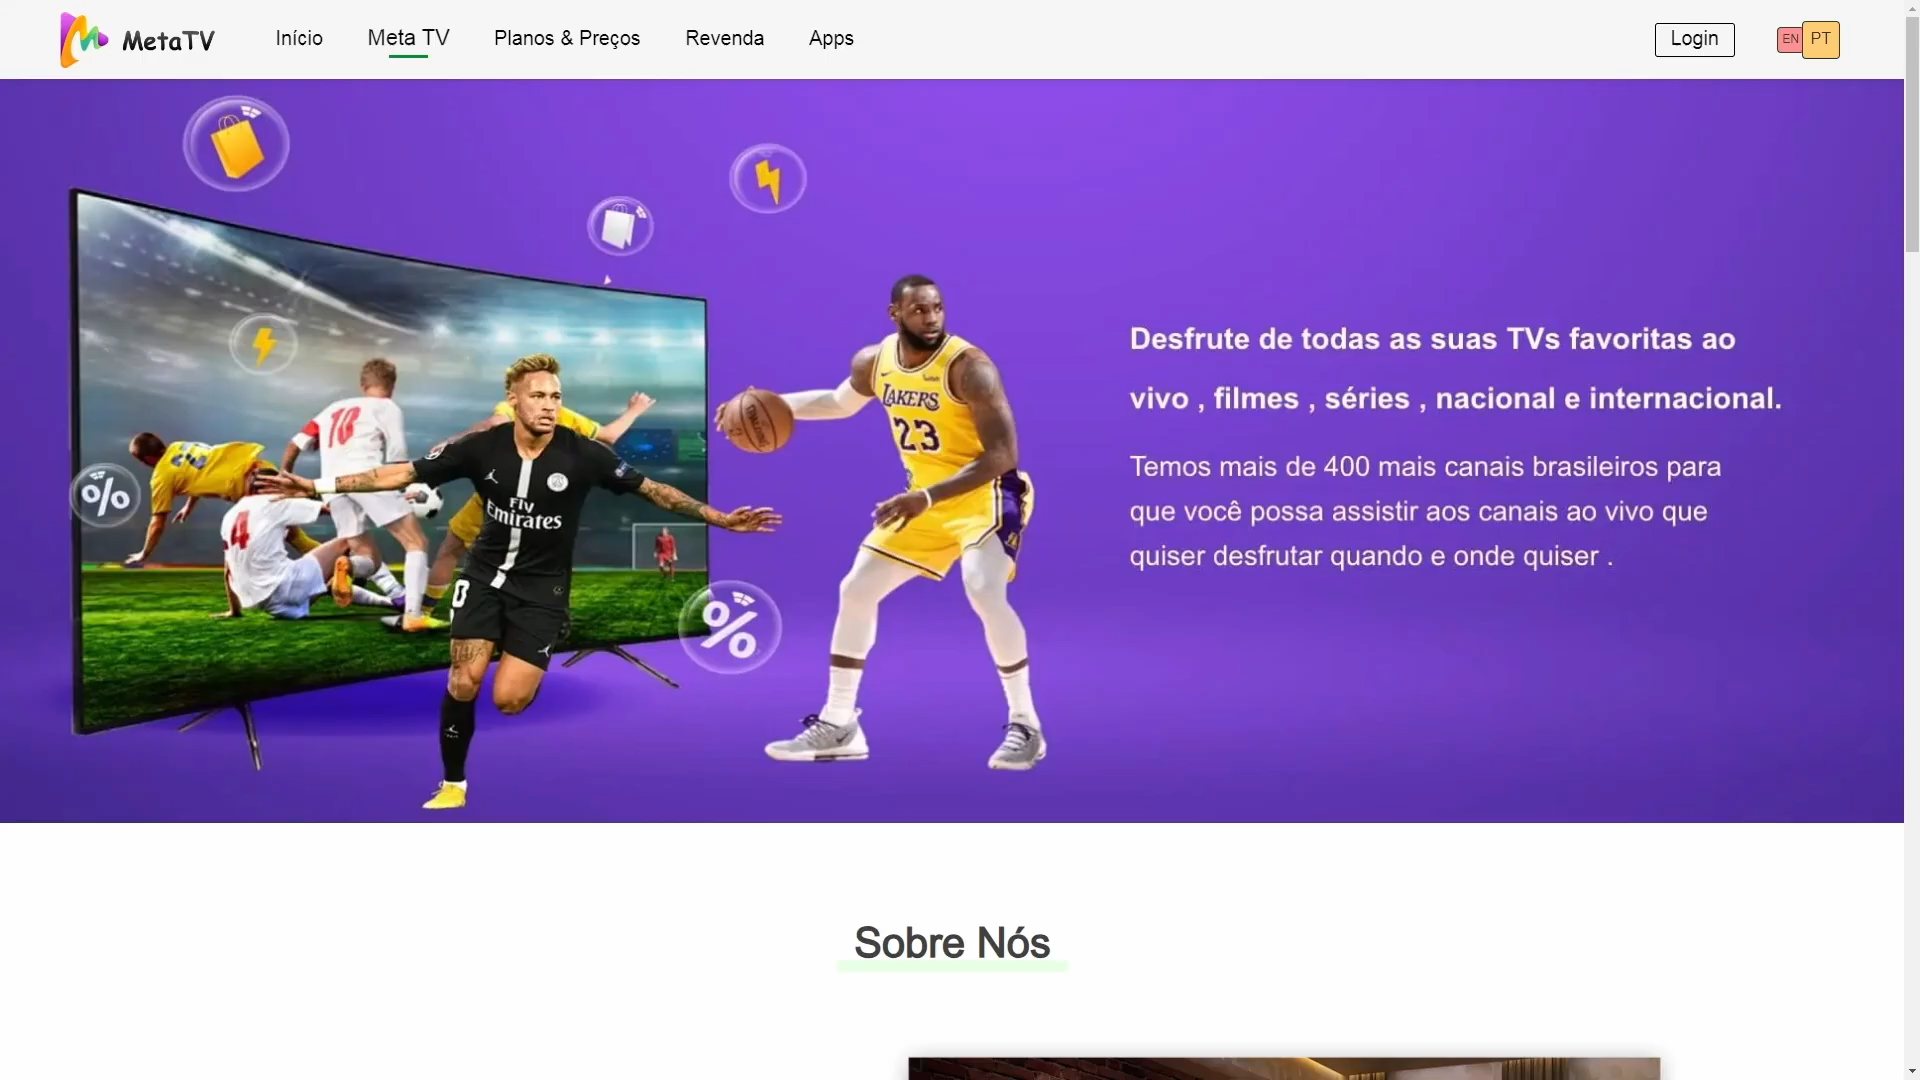 MetaTV
Início
Meta TV
Planos & Preços
Revenda
Apps
Login
EN
PT
Desfrute de todas as suas TVs favoritas ao
vivo , filmes , séries , nacional e internacional.
Temos mais de 400 mais canais brasileiros para
que você possa assistir aos canais ao vivo que
quiser desfrutar quando e onde quiser .
10
4
%
Fly
Emirates
0
%
LAKERS
23
SPALDING
Sobre Nós